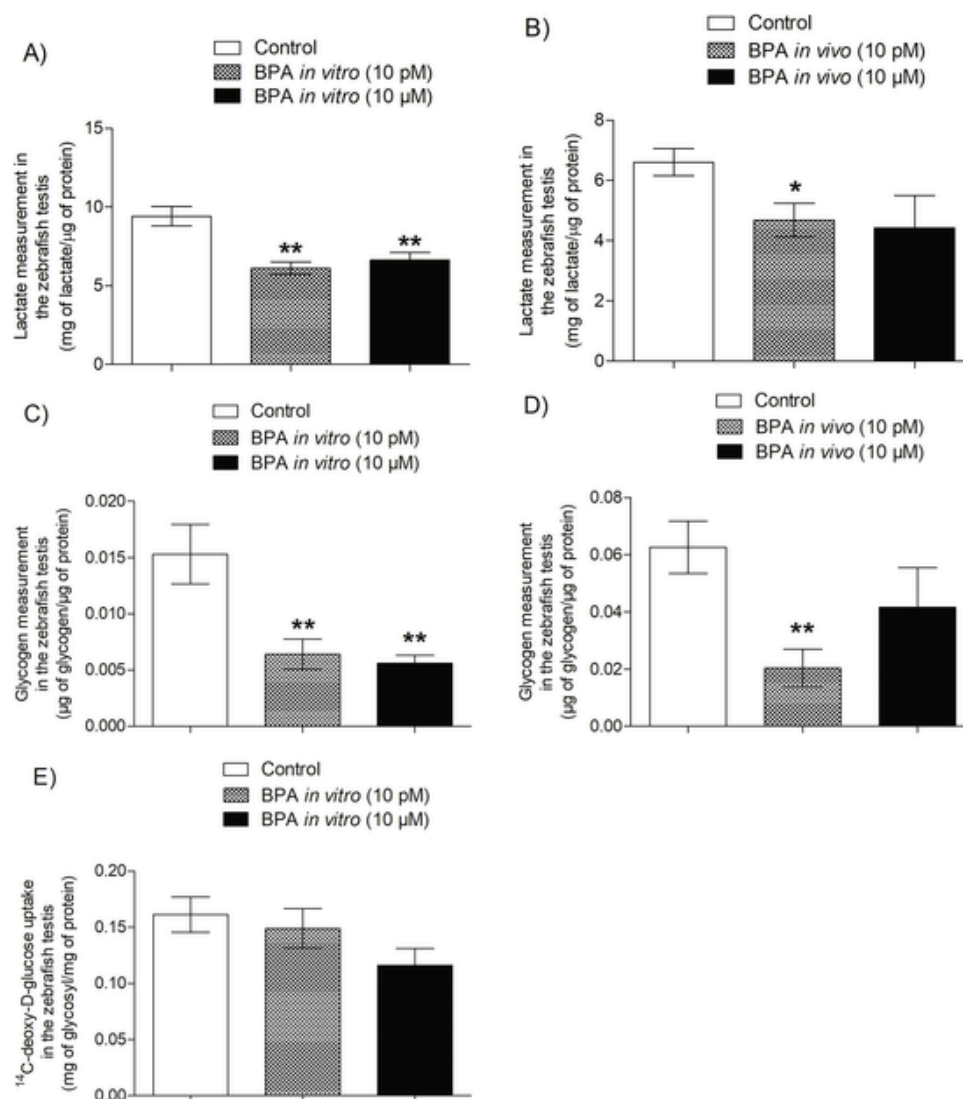 A)
Control
BPA in vitro (10 pM)
BPA in vitro (10 µM)
Lactate measurement in
the zebrafish testis
(mg of lactate/µg of protein)
15
10
5
0
**
**
B)
Control
BPA in vivo (10 pM)
BPA in vivo (10 µM)
Lactate measurement in
the zebrafish testis
(mg of lactate/µg of protein)
8
6
4
2
0
*
C)
Control
BPA in vitro (10 pM)
BPA in vitro (10 µM)
Glycogen measurement
in the zebrafish testis
(µg of glycogen/µg of protein)
0.020
0.015
0.010
0.005
0.000
**
**
D)
Control
BPA in vivo (10 pM)
BPA in vivo (10 µM)
Glycogen measurement
in the zebrafish testis
(µg of glycogen/µg of protein)
0.08
0.06
0.04
0.02
0.00
**
E)
Control
BPA in vitro (10 pM)
BPA in vitro (10 µM)
¹⁴C-deoxy-D-glucose uptake
in the zebrafish testis
(mg of glycosyl/mg of protein)
0.20
0.15
0.10
0.05
0.00